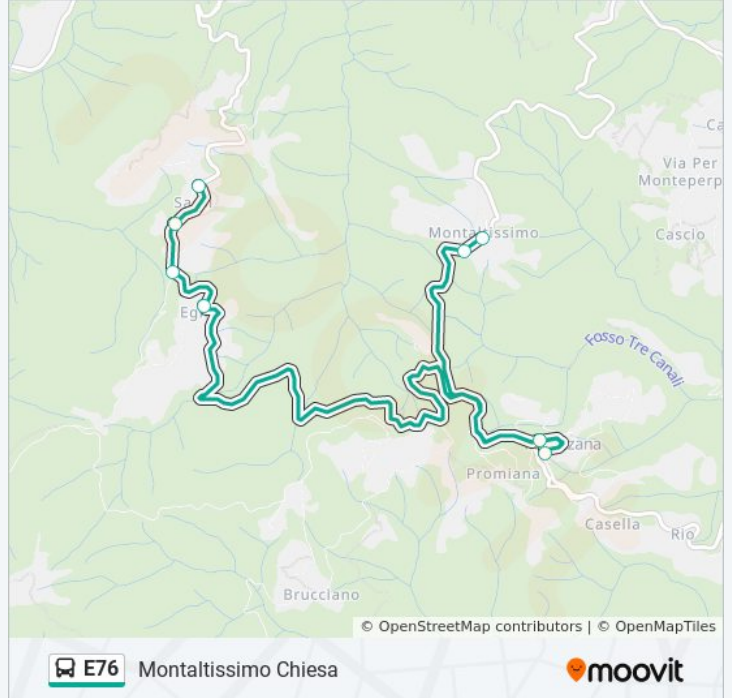 Ca
Via Per
Monteperp
Sa
Montaltissimo
Cascio
Eg
Fosso Tre Canali
zana
Promiana
Casella
Rio
Brucciano
© OpenStreetMap contributors | © OpenMapTiles
E76 Montaltissimo Chiesa moovit